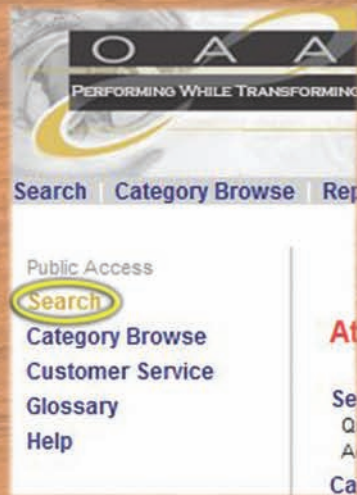 O A A
PERFORMING WHILE TRANSFORMING
Search | Category Browse | Rep
Public Access
Search
At
Category Browse
Customer Service
Glossary
Se
Q
Help
A
Ca